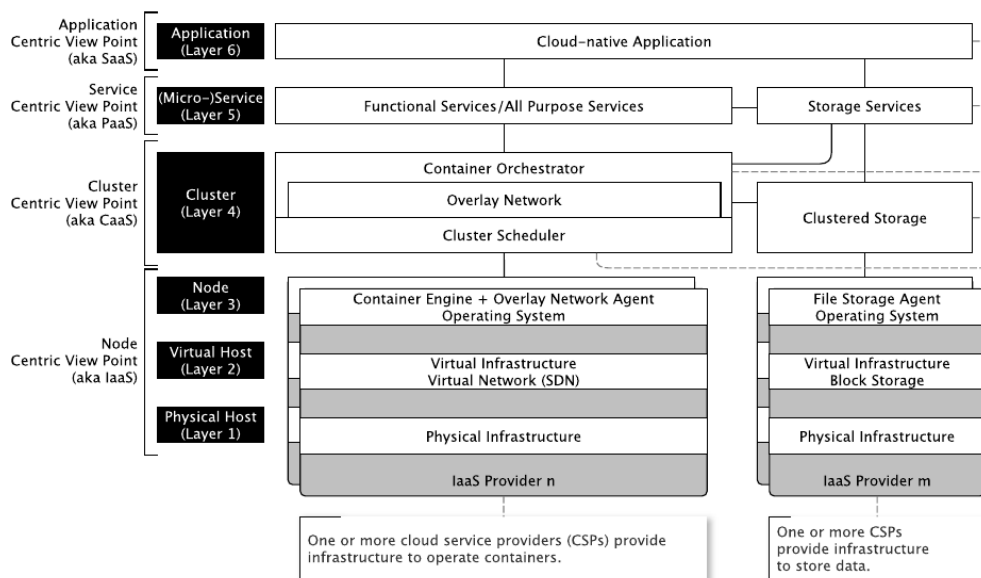 Application
Centric View Point
(aka SaaS)
Application
(Layer 6)
Cloud-native Application
Service
Centric View Point
(aka PaaS)
(Micro-)Service
(Layer 5)
Functional Services/All Purpose Services
Storage Services
Cluster
Centric View Point
(aka CaaS)
Cluster
(Layer 4)
Container Orchestrator
Overlay Network
Cluster Scheduler
Clustered Storage
Node
Centric View Point
(aka IaaS)
Node
(Layer 3)
Container Engine + Overlay Network Agent
Operating System
File Storage Agent
Operating System
Virtual Host
(Layer 2)
Virtual Infrastructure
Virtual Network (SDN)
Virtual Infrastructure
Block Storage
Physical Host
(Layer 1)
Physical Infrastructure
Physical Infrastructure
IaaS Provider n
IaaS Provider m
One or more cloud service providers (CSPs) provide
infrastructure to operate containers.
One or more CSPs
provide infrastructure
to store data.